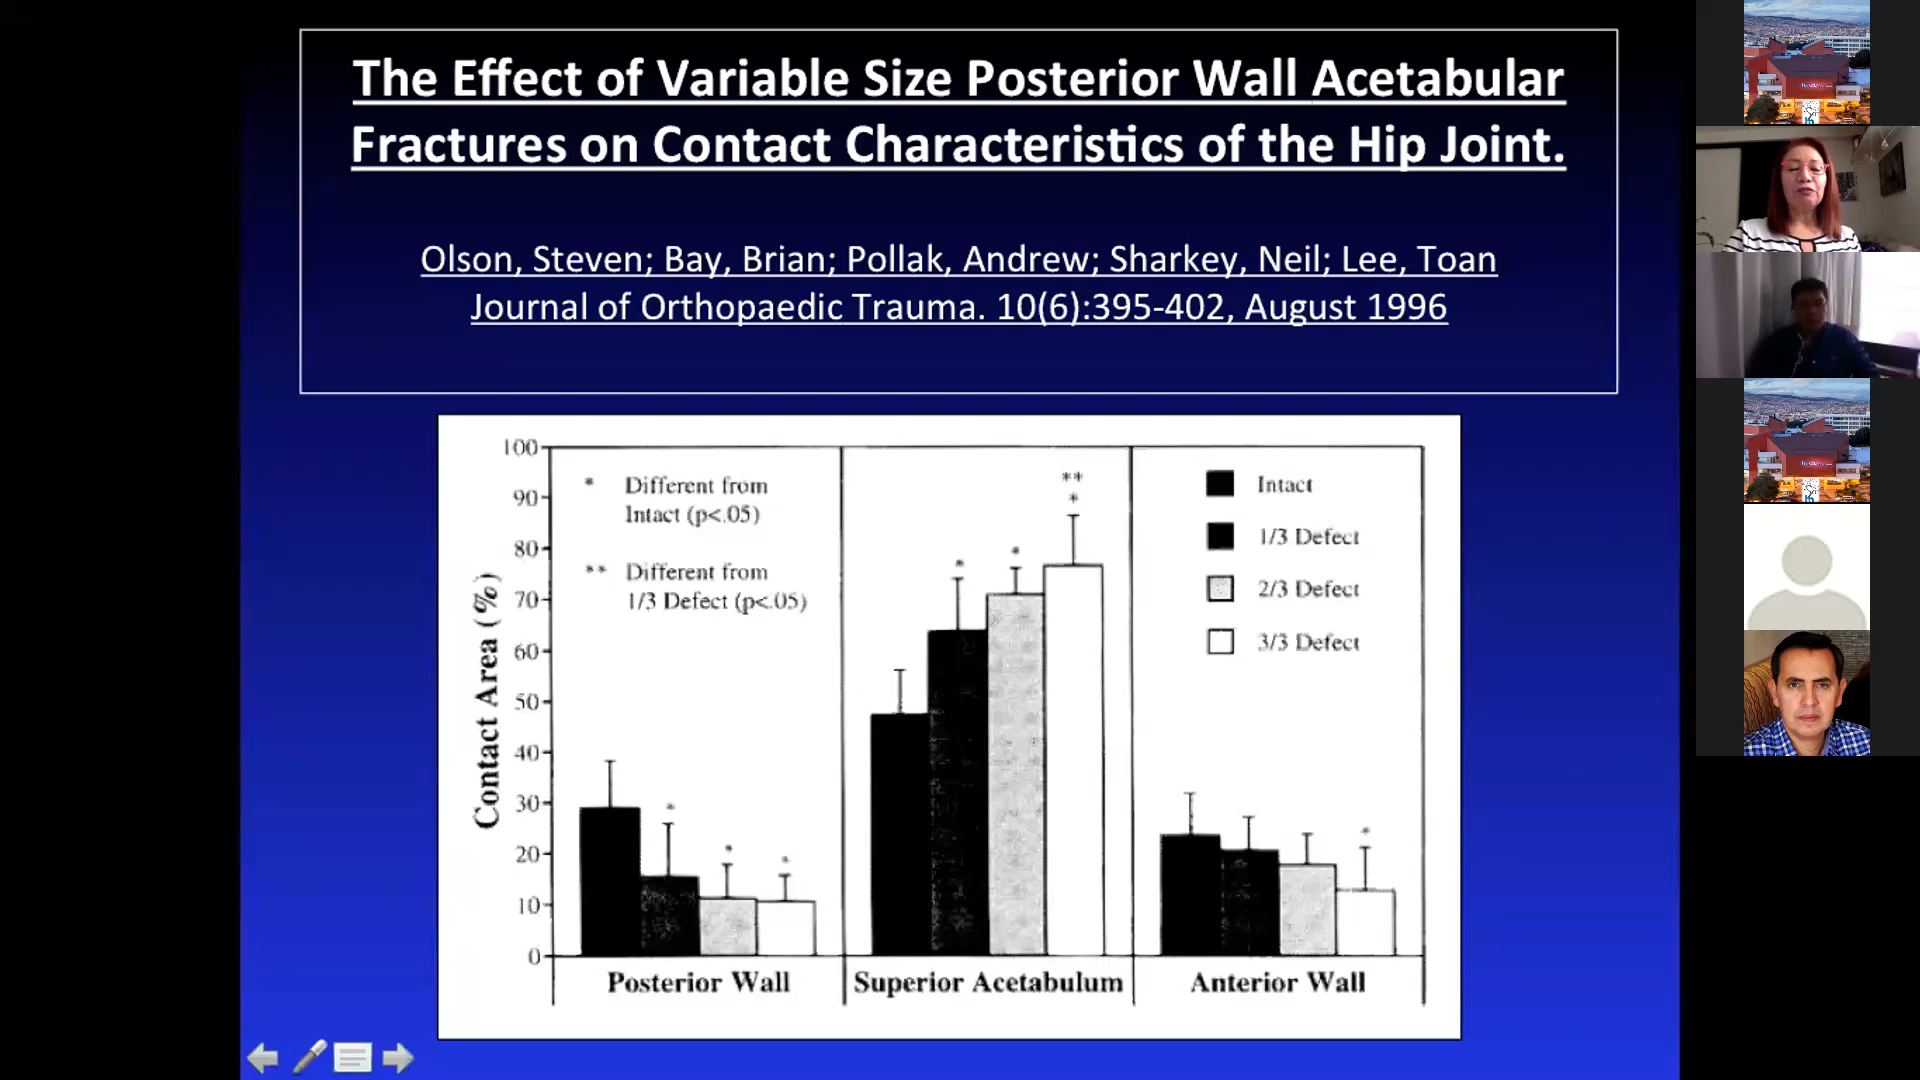 The Effect of Variable Size Posterior Wall Acetabular
Fractures on Contact Characteristics of the Hip Joint.
Olson, Steven; Bay, Brian; Pollak, Andrew; Sharkey, Neil; Lee, Toan
Journal of Orthopaedic Trauma. 10(6):395-402, August 1996
Contact Area (%)
100
90
80
70
60
50
40
30
20
10
0
* Different from
Intact (p<.05)
** Different from
1/3 Defect (p<.05)
*
*
*
*
*
**
*
*
Intact
1/3 Defect
2/3 Defect
3/3 Defect
Posterior Wall
Superior Acetabulum
Anterior Wall